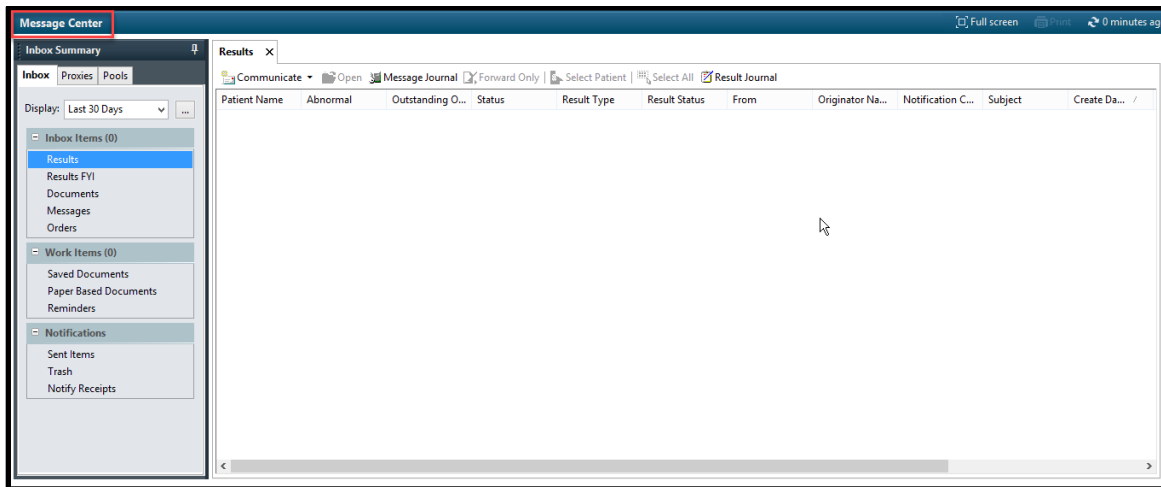 Message Center
Full screen Print 0 minutes ag
Inbox Summary
Inbox Proxies Pools
Display: Last 30 Days ...
Inbox Items (0)
Results
Results FYI
Documents
Messages
Orders
Work Items (0)
Saved Documents
Paper Based Documents
Reminders
Notifications
Sent Items
Trash
Notify Receipts
Results X
Communicate Open Message Journal Forward Only Select Patient Select All Result Journal
Patient Name Abnormal Outstanding O... Status Result Type Result Status From Originator Na... Notification C... Subject Create Da...